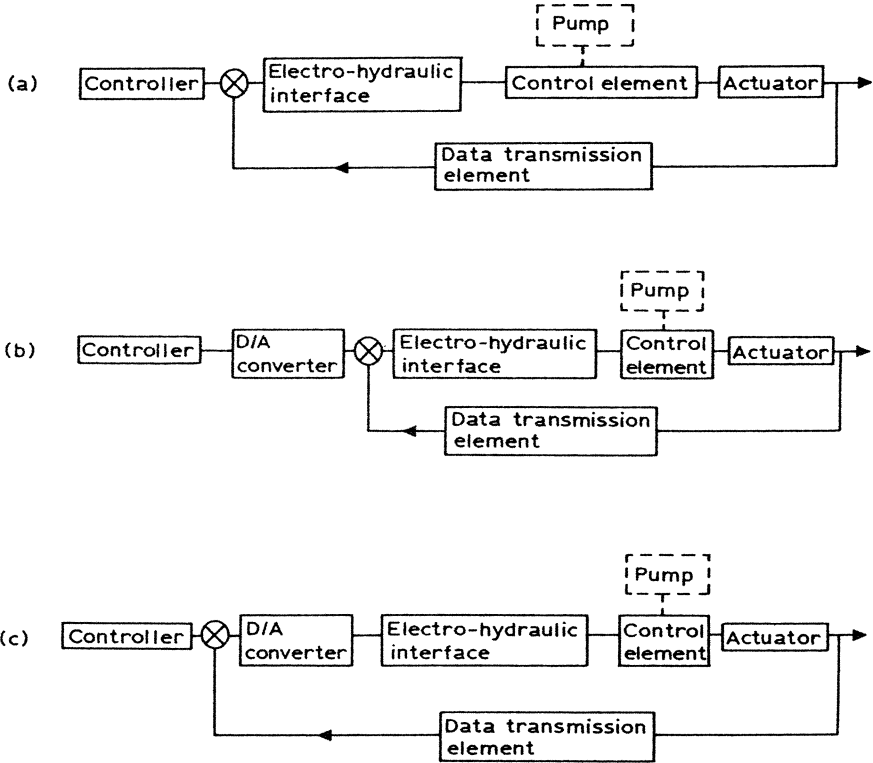 Pump
(a)
Controller
Electro-hydraulic
interface
Control element
Actuator
Data transmission
element
Pump
(b)
Controller
D/A
converter
Electro-hydraulic
interface
Control
element
Actuator
Data transmission
element
Pump
(c)
Controller
D/A
converter
Electro-hydraulic
interface
Control
element
Actuator
Data transmission
element